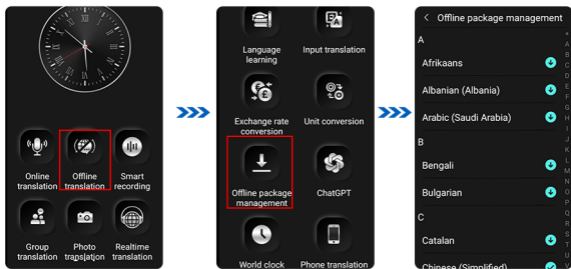 Online
translation
Offline
translation
Smart
recording
Group
translation
Photo
translation
Realtime
translation
Language
learning
Input translation
Exchange rate
conversion
Unit conversion
Offline package
management
ChatGPT
World clock
Phone translation
Offline package management
A
Afrikaans
Albanian (Albania)
Arabic (Saudi Arabia)
B
Bengali
Bulgarian
C
Catalan
Chinese (Simplified)
#
A
B
C
D
E
F
G
H
I
J
K
L
M
N
O
P
Q
R
S
T
U
V